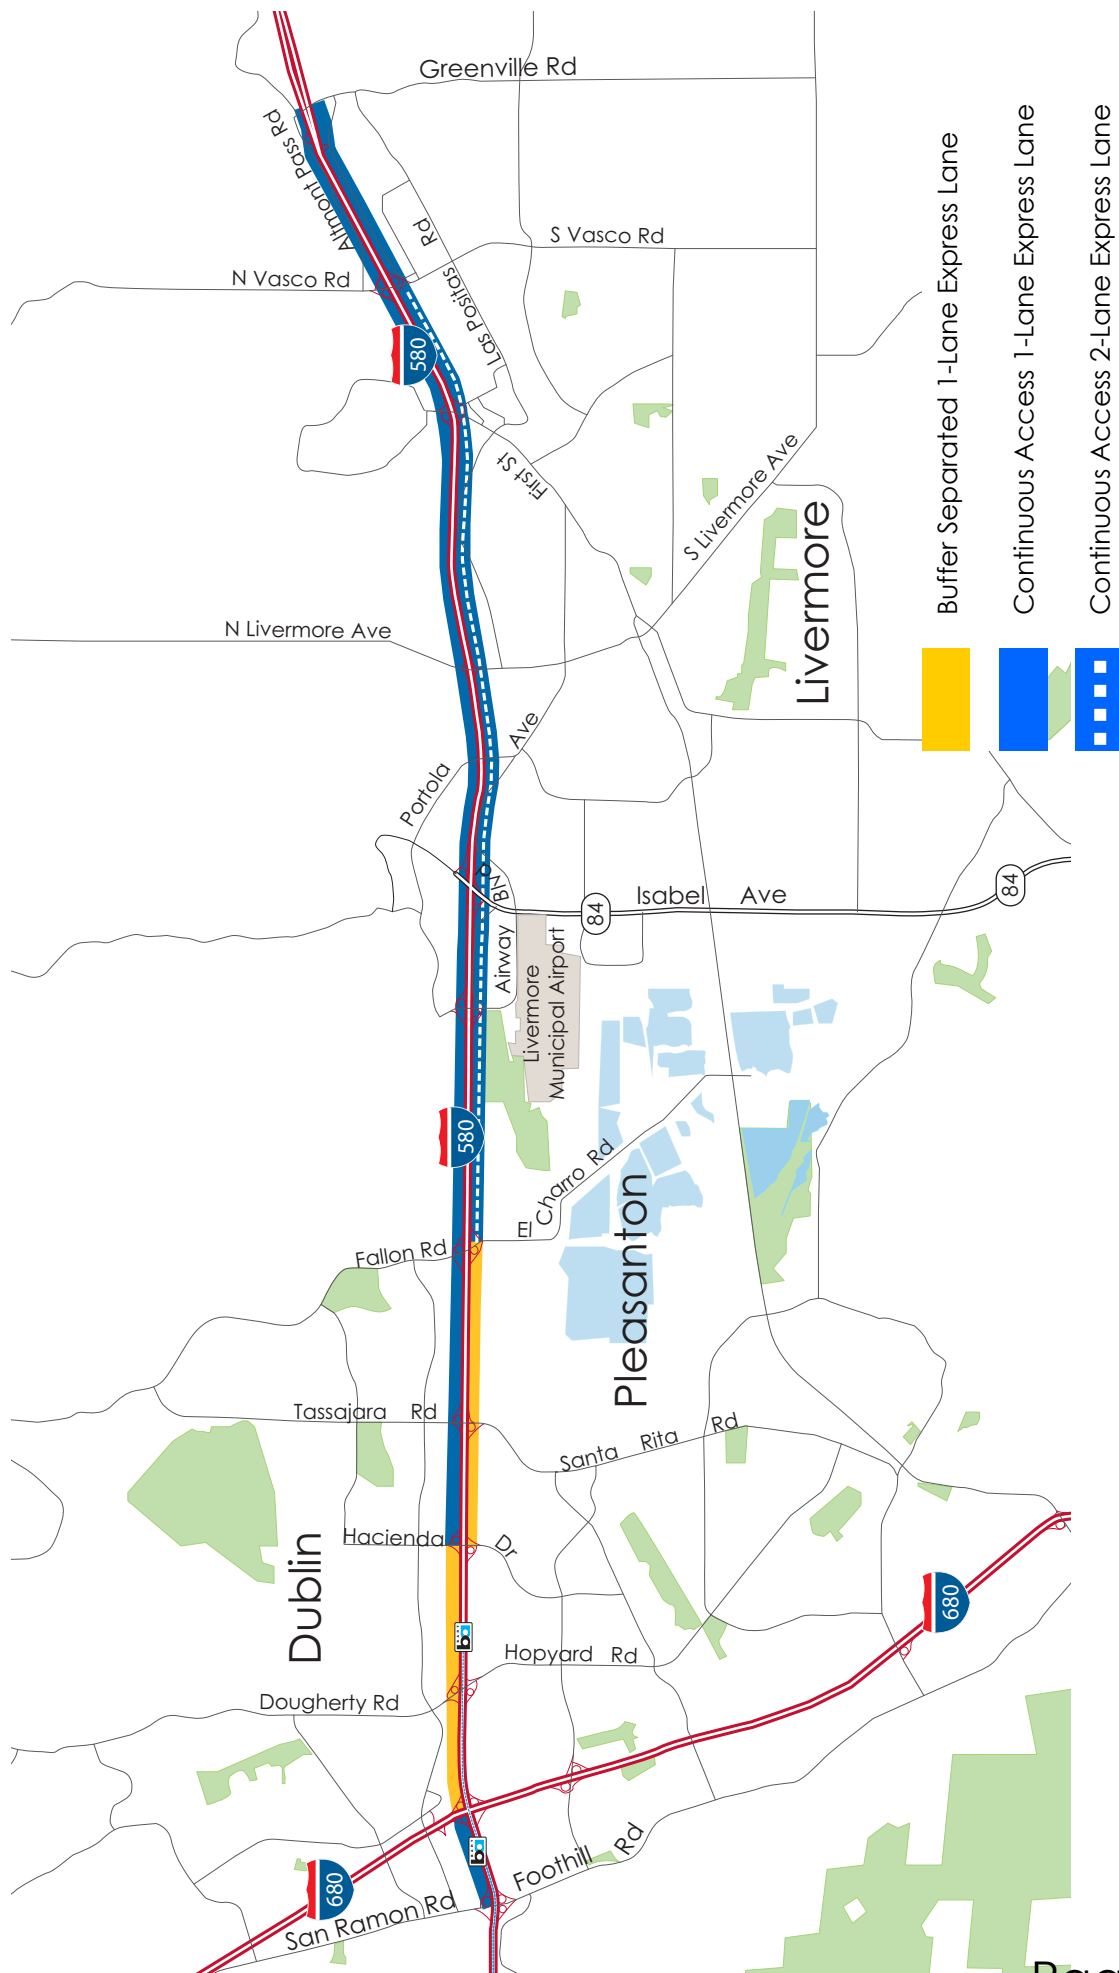 Greenville Rd
Altmont Pass Rd
Las Positas
Rd
S Vasco Rd
N Vasco Rd
580
First St
S Livermore Ave
Livermore
N Livermore Ave
Portola
Ave
Airway
Blvd
Isabel Ave
84
84
Livermore
Municipal Airport
580
El
Charro Rd
Fallon Rd
Pleasanton
Tassajara Rd
Santa Rita Rd
Hacienda
Dr
Dublin
Hopyard Rd
Dougherty Rd
680
680
Foothill
Rd
San Ramon Rd
Buffer Separated 1-Lane Express Lane
Continuous Access 1-Lane Express Lane
Continuous Access 2-Lane Express Lane